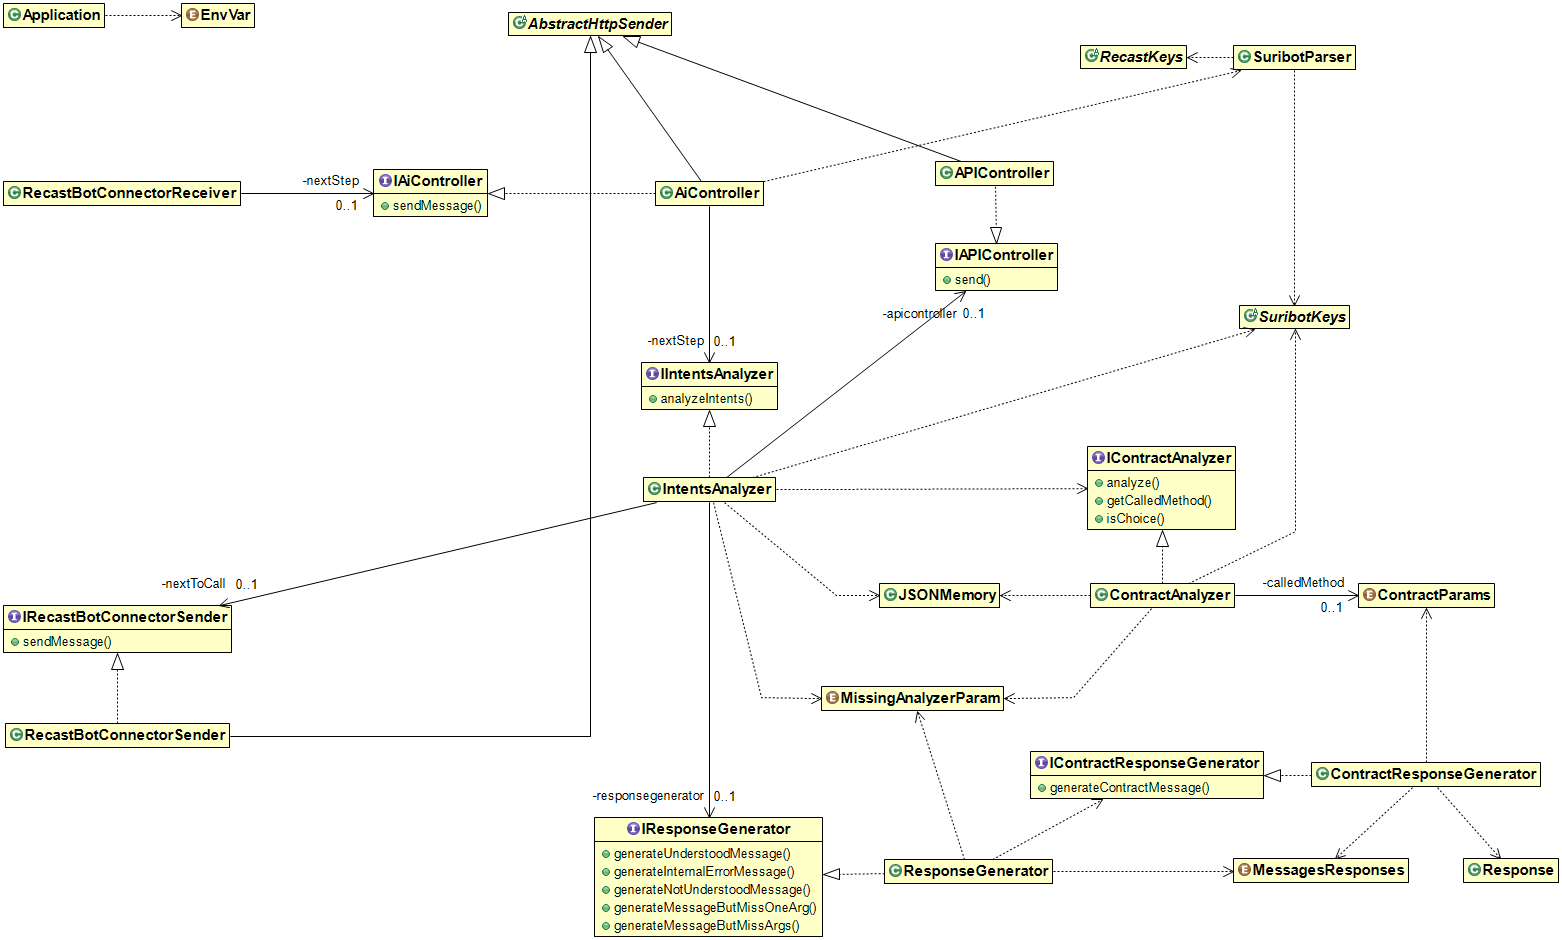 Application
EnvVar
AbstractHttpSender
RecastKeys
SuribotParser
RecastBotConnectorReceiver
-nextStep
0..1
IAiController
sendMessage()
AiController
APIController
IAPIController
send()
-apicontroller 0..1
SuribotKeys
-nextStep 0..1
IIntentsAnalyzer
analyzeIntents()
IntentsAnalyzer
IContractAnalyzer
analyze()
getCalledMethod()
isChoice()
-nextToCall 0..1
IRecastBotConnectorSender
sendMessage()
JSONMemory
ContractAnalyzer
-calledMethod
0..1
ContractParams
MissingAnalyzerParam
RecastBotConnectorSender
IContractResponseGenerator
generateContractMessage()
ContractResponseGenerator
-responsegenerator 0..1
IResponseGenerator
generateUnderstoodMessage()
generateInternalErrorMessage()
generateNotUnderstoodMessage()
generateMessageButMissOneArg()
generateMessageButMissArgs()
ResponseGenerator
MessagesResponses
Response